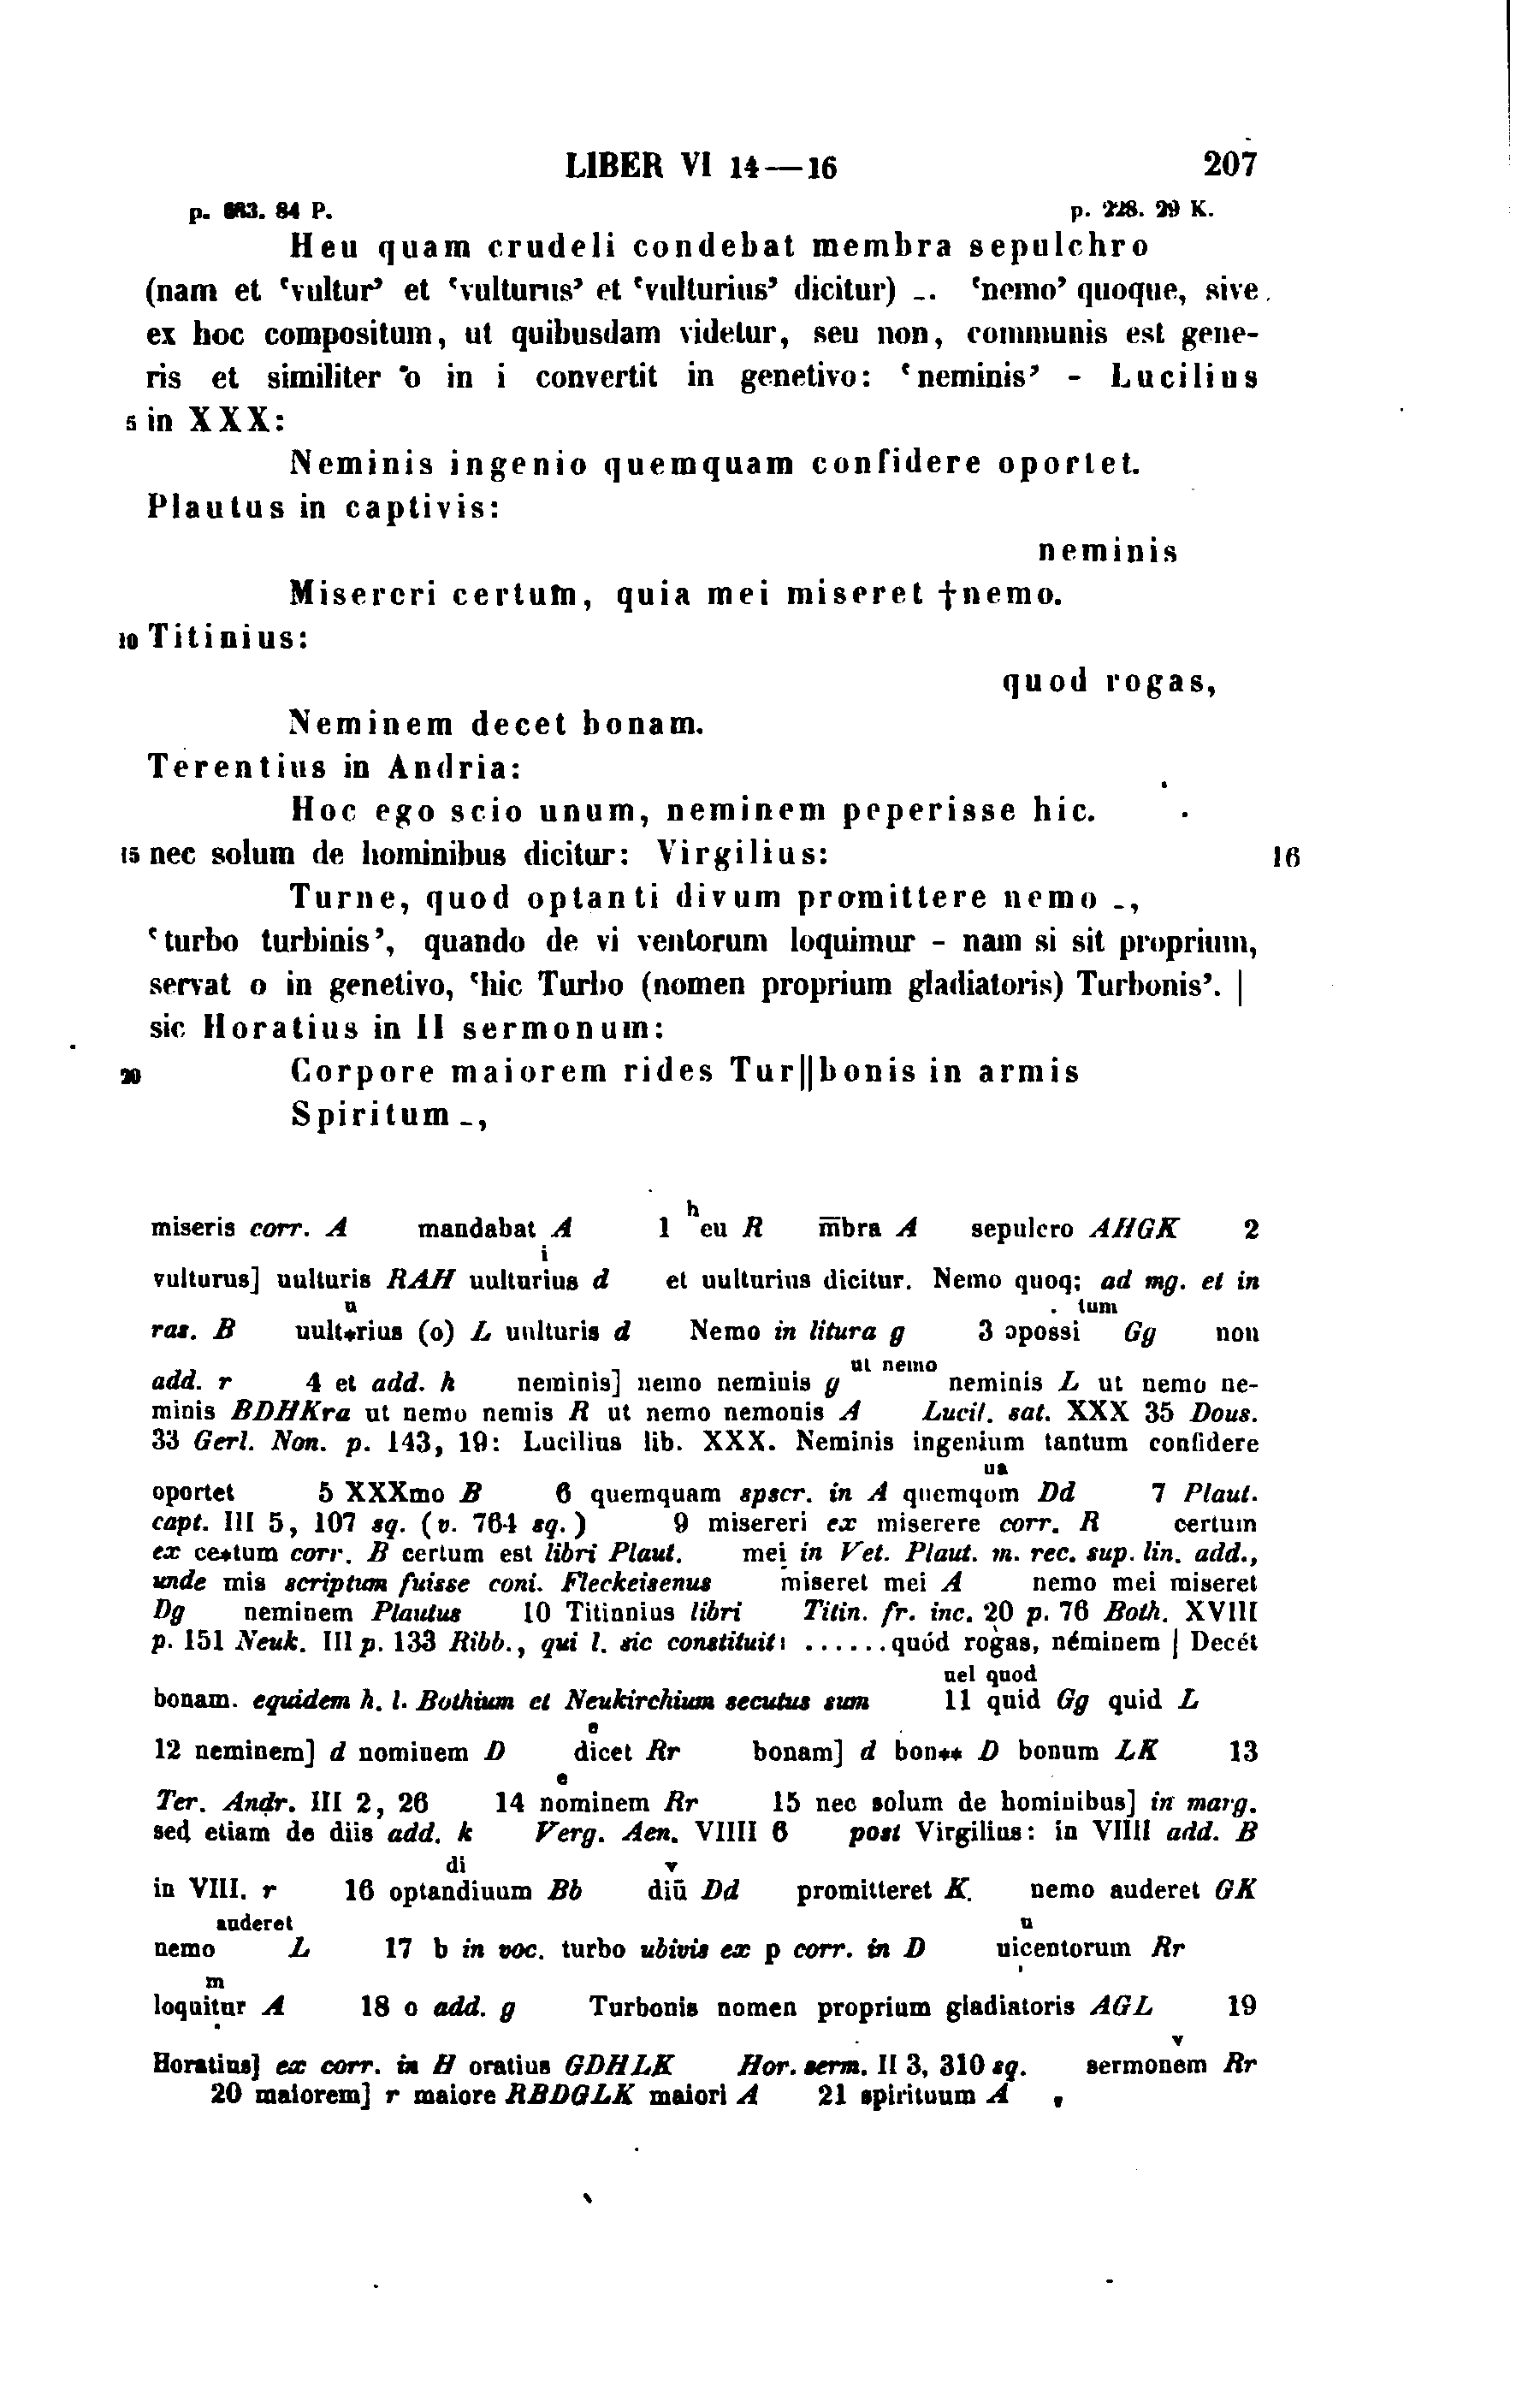 LIBER VI 14—16 207
p. 683. 84 P. p. 228. 29 K.
Heu quam crudeli condebat membra sepulchro
(nam et ‘vultur’ et ‘vulturus’ et ‘vulturius’ dicitur) -. ‘nemo’ quoque, sive
ex hoc compositum, ut quibusdam videtur, seu non, communis est gene-
ris et similiter o in i convertit in genetivo: ‘neminis’ - Lucilius
5 in XXX:
Neminis ingenio quemquam confidere oportet.
Plautus in captivis:
neminis
Misereri certum, quia mei miseret †nemo.
10 Titinius:
quod rogas,
Neminem decet bonam.
Terentius in Andria:
Hoc ego scio unum, neminem peperisse hic.
15 nec solum de hominibus dicitur: Virgilius: 16
Turne, quod optanti divum promittere nemo -,
‘turbo turbinis’, quando de vi ventorum loquimur - nam si sit proprium,
servat o in genetivo, ‘hic Turbo (nomen proprium gladiatoris) Turbonis’. |
sic Horatius in II sermonum:
20 Corpore maiorem rides Tur||bonis in armis
Spiritum -,
h
miseris corr. A mandabat A 1 eu R m̅bra A sepulcro AHGK 2
i
vulturus] uulturis RAH uulturius d et uulturius dicitur. Nemo quoq; ad mg. et in
u tum
ras. B uult*rius (o) L uulturis d Nemo in litura g 3 ɔpossi Gg non
ut nemo
add. r 4 et add. h neminis] nemo neminis g neminis L ut nemo ne-
minis BDHKra ut nemo nemis R ut nemo nemonis A Lucil. sat. XXX 35 Dous.
33 Gerl. Non. p. 143, 19: Lucilius lib. XXX. Neminis ingenium tantum confidere
ua
oportet 5 XXXmo B 6 quemquam spscr. in A quemqom Dd 7 Plaut.
capt. III 5, 107 sq. (v. 764 sq.) 9 misereri ex miserere corr. R certum
ex ce*tum corr. B certum est libri Plaut. mei in Vet. Plaut. m. rec. sup. lin. add.,
unde mis scriptum fuisse coni. Fleckeisenus miseret mei A nemo mei miseret
Dg neminem Plautus 10 Titinnius libri Titin. fr. inc. 20 p. 76 Both. XVIII
p. 151 Neuk. III p. 133 Ribb., qui l. sic constituit: ......quód rogas, néminem | Decét
uel quod
bonam. equidem h. l. Bothium et Neukirchium secutus sum 11 quid Gg quid L
e
12 neminem] d nominem D dicet Rr bonam] d bon** D bonum LK 13
e
Ter. Andr. III 2, 26 14 nominem Rr 15 nec solum de hominibus] in marg.
sed etiam de diis add. k Verg. Aen. VIIII 6 post Virgilius: in VIIII add. B
di v
in VIII. r 16 optandiuum Bb diū Dd promitteret K. nemo auderet GK
auderet u
nemo L 17 b in voc. turbo ubivis ex p corr. in D uicentorum Rr
m
loquitur A 18 o add. g Turbonis nomen proprium gladiatoris AGL 19
v
Horatius] ex corr. in H oratius GDHLK Hor. serm. II 3, 310 sq. sermonem Rr
20 maiorem] r maiore RBDGLK maiori A 21 spirituum A